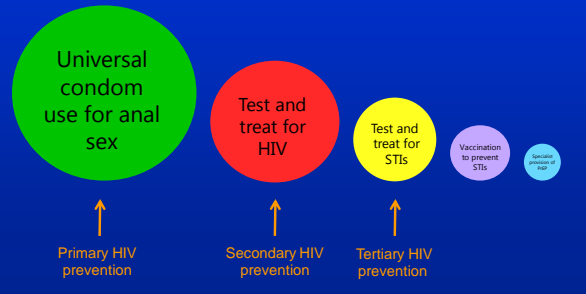 Universal
condom
use for anal
sex
Test and
treat for
HIV
Test and
treat for
STIs
Vaccination
to prevent
STIs
Specialist
provision of
PrEP
Primary HIV
prevention
Secondary HIV
prevention
Tertiary HIV
prevention